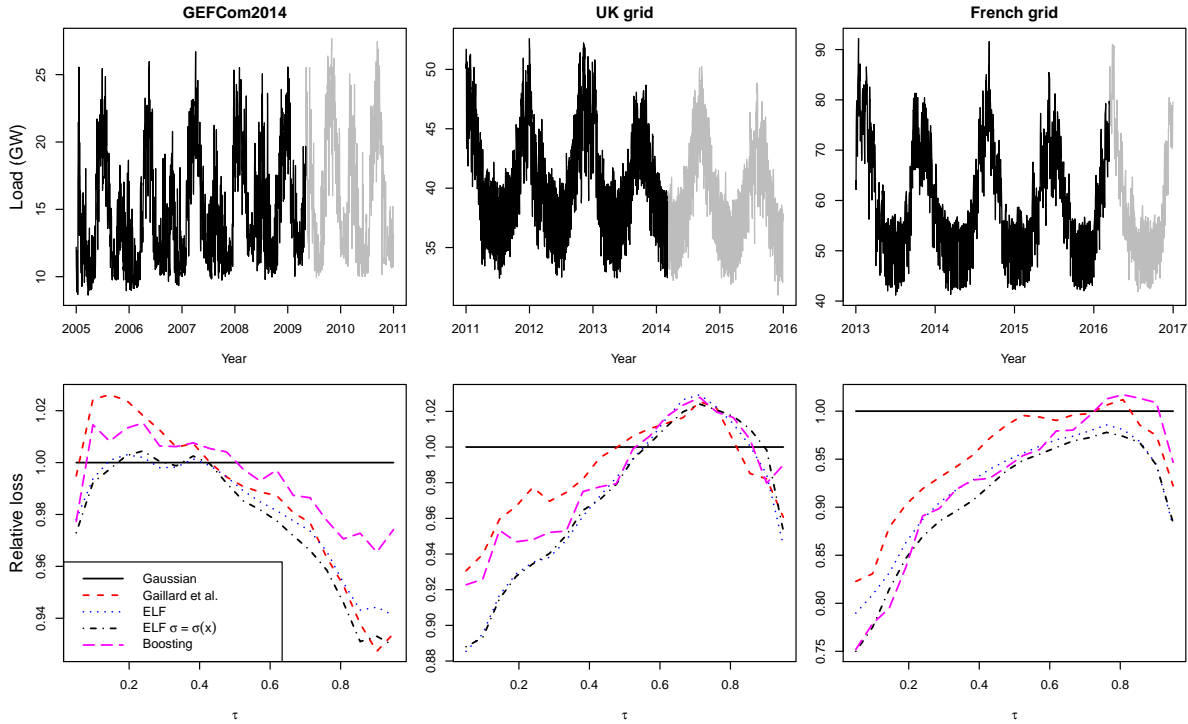 GEFCom2014
UK grid
French grid
Load (GW)
10 15 20 25
2005 2006 2007 2008 2009 2010 2011
Year
35 40 45 50
2011 2012 2013 2014 2015 2016
Year
40 50 60 70 80 90
2013 2014 2015 2016 2017
Year
Relative loss
0.94 0.96 0.98 1.00 1.02
0.2 0.4 0.6 0.8
τ
Gaussian
Gaillard et al.
ELF
ELF σ = σ(x)
Boosting
0.88 0.90 0.92 0.94 0.96 0.98 1.00 1.02
0.2 0.4 0.6 0.8
τ
0.75 0.80 0.85 0.90 0.95 1.00
0.2 0.4 0.6 0.8
τ